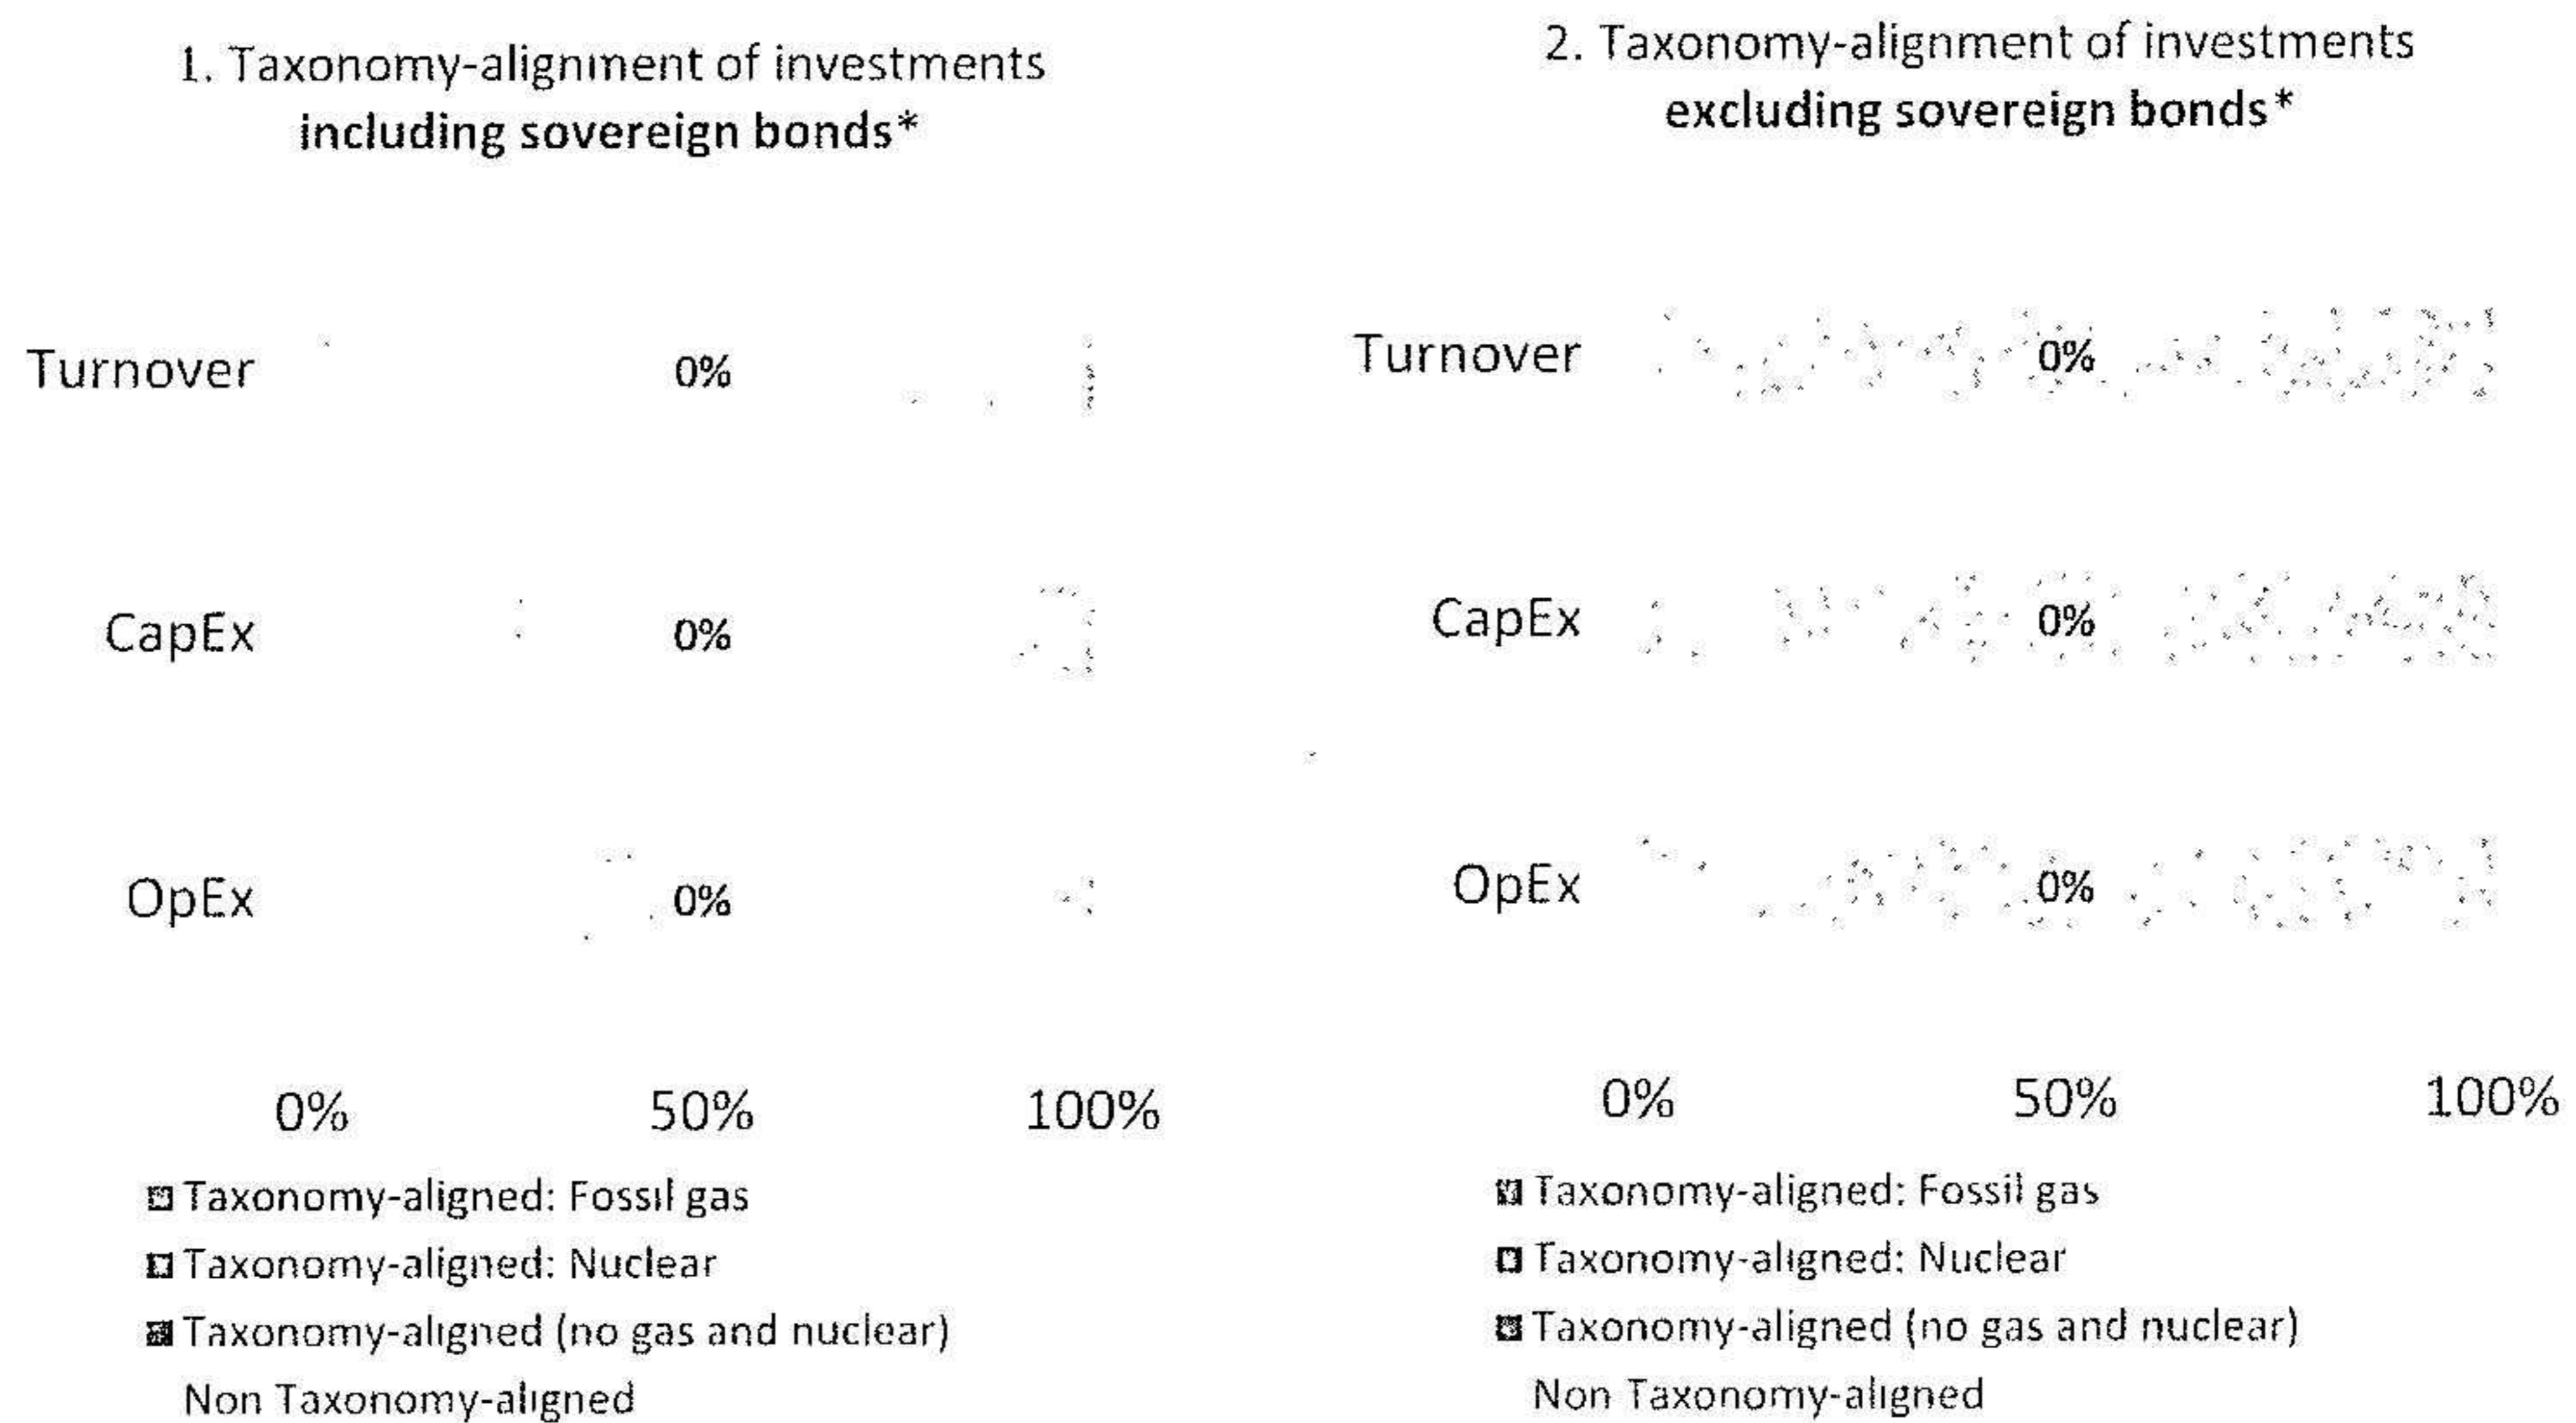 1. Taxonomy-alignment of investments
including sovereign bonds*
Turnover 0%
CapEx 0%
OpEx 0%
0% 50% 100%
Taxonomy-aligned: Fossil gas
Taxonomy-aligned: Nuclear
Taxonomy-aligned (no gas and nuclear)
Non Taxonomy-aligned
2. Taxonomy-alignment of investments
excluding sovereign bonds*
Turnover 0%
CapEx 0%
OpEx 0%
0% 50% 100%
Taxonomy-aligned: Fossil gas
Taxonomy-aligned: Nuclear
Taxonomy-aligned (no gas and nuclear)
Non Taxonomy-aligned